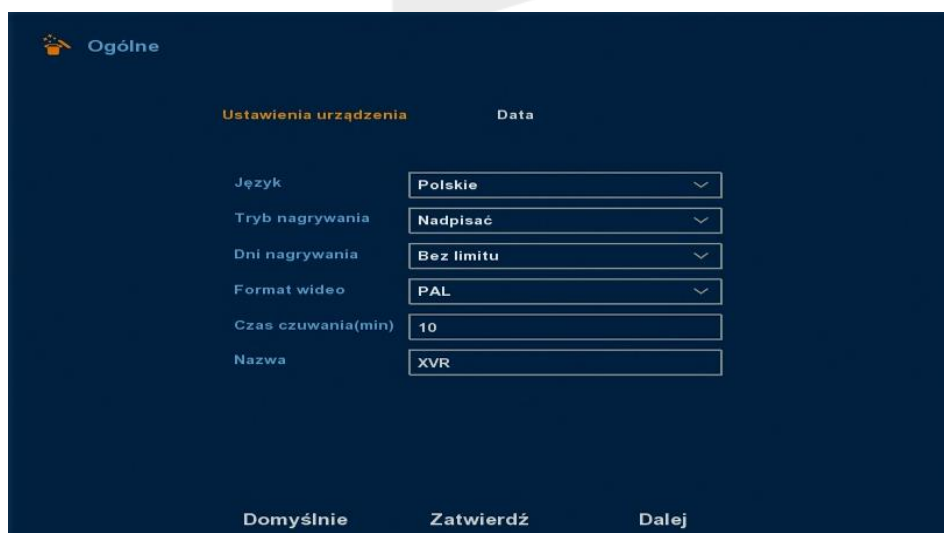 Ogólne
Ustawienia urządzenia Data
Język Polskie
Tryb nagrywania Nadpisać
Dni nagrywania Bez limitu
Format wideo PAL
Czas czuwania(min) 10
Nazwa XVR
Domyślnie Zatwierdź Dalej